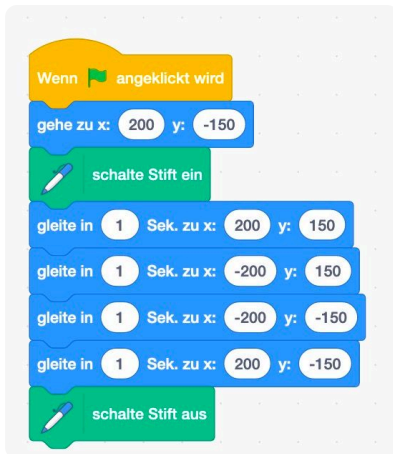 Wenn angeklickt wird
gehe zu x: 200 y: -150
schalte Stift ein
gleite in 1 Sek. zu x: 200 y: 150
gleite in 1 Sek. zu x: -200 y: 150
gleite in 1 Sek. zu x: -200 y: -150
gleite in 1 Sek. zu x: 200 y: -150
schalte Stift aus